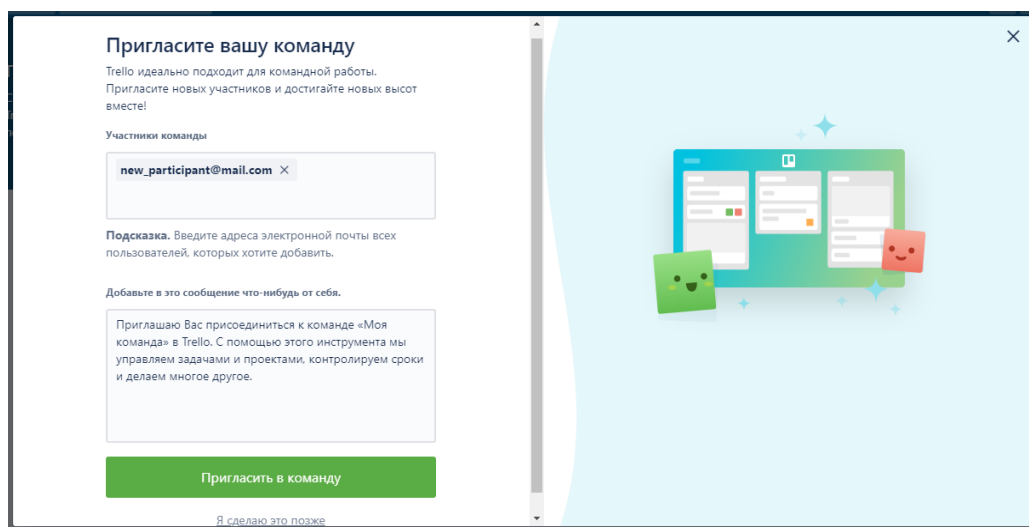 Пригласите вашу команду
Trello идеально подходит для командной работы.
Пригласите новых участников и достигайте новых высот
вместе!
Участники команды
new_participant@mail.com ×
Подсказка. Введите адреса электронной почты всех
пользователей, которых хотите добавить.
Добавьте в это сообщение что-нибудь от себя.
Приглашаю Вас присоединиться к команде «Моя
команда» в Trello. С помощью этого инструмента мы
управляем задачами и проектами, контролируем сроки
и делаем многое другое.
Пригласить в команду
Я сделаю это позже